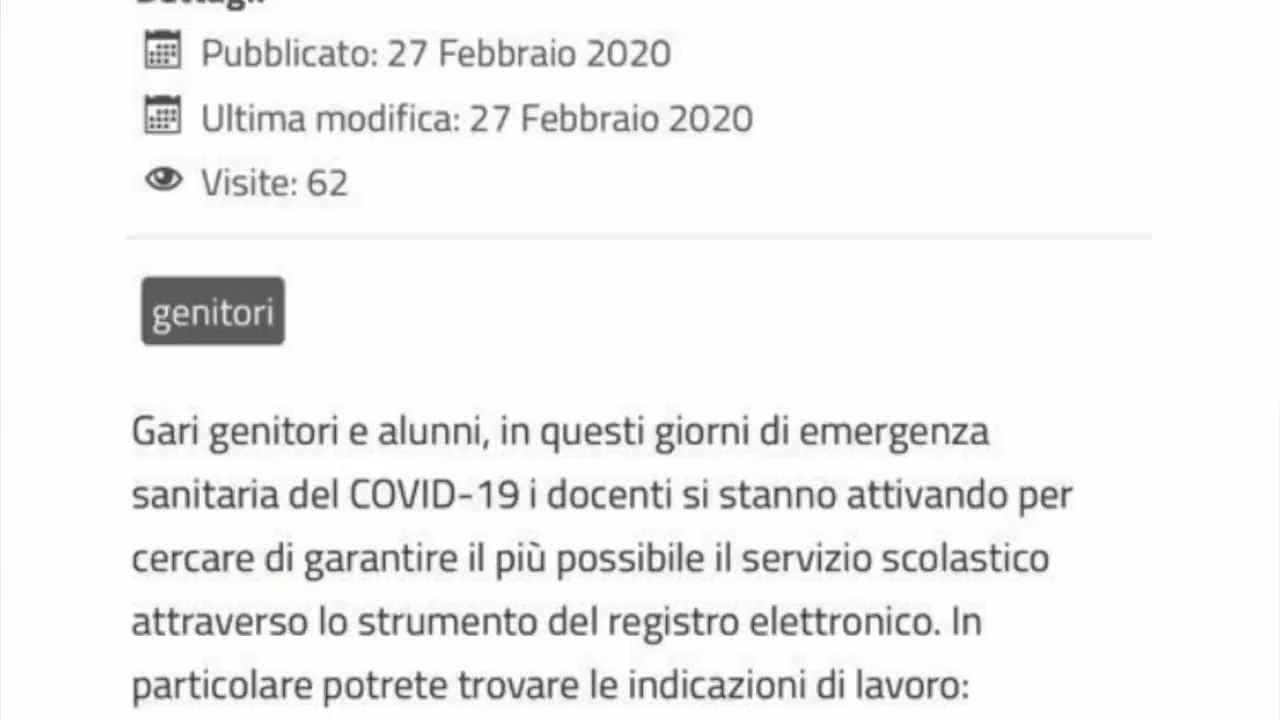 Dettagli
Pubblicato: 27 Febbraio 2020
Ultima modifica: 27 Febbraio 2020
Visite: 62
genitori
Gari genitori e alunni, in questi giorni di emergenza
sanitaria del COVID-19 i docenti si stanno attivando per
cercare di garantire il più possibile il servizio scolastico
attraverso lo strumento del registro elettronico. In
particolare potrete trovare le indicazioni di lavoro: